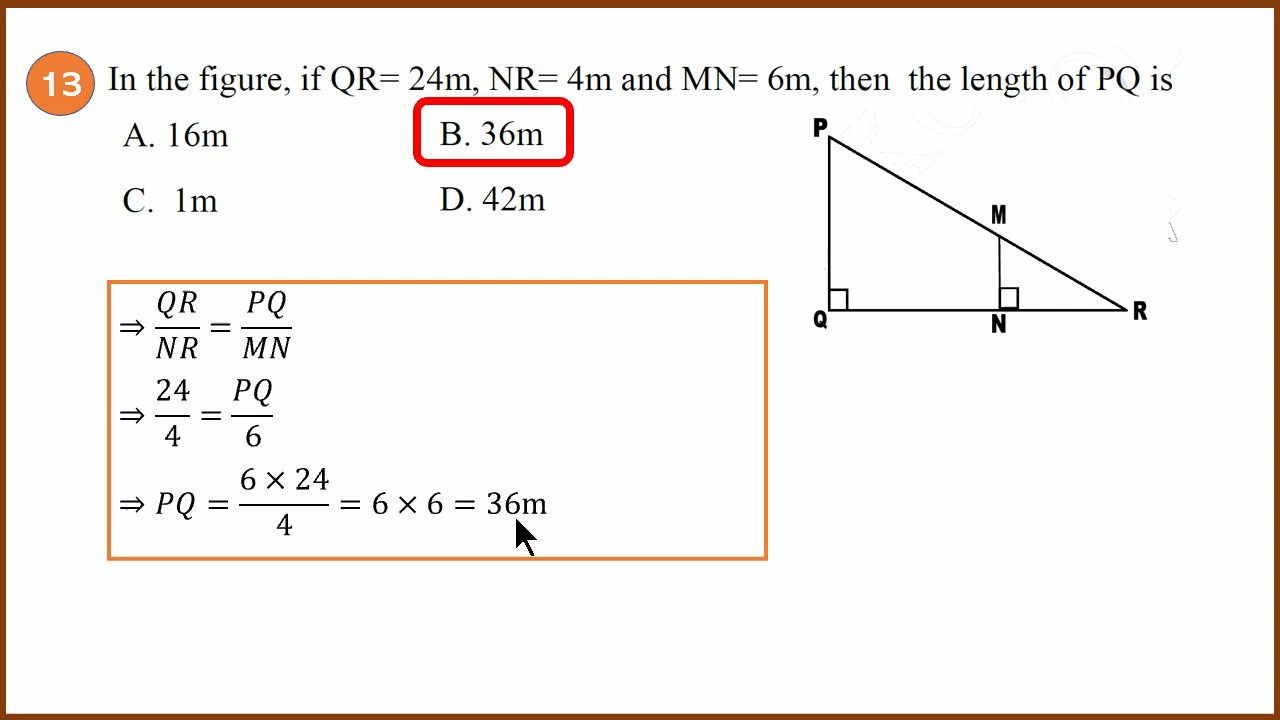 13 In the figure, if QR= 24m, NR= 4m and MN= 6m, then the length of PQ is
A. 16m B. 36m
C. 1m D. 42m
P
M
Q N R
⇒ QR/NR = PQ/MN
⇒ 24/4 = PQ/6
⇒ PQ = (6 × 24)/4 = 6 × 6 = 36m